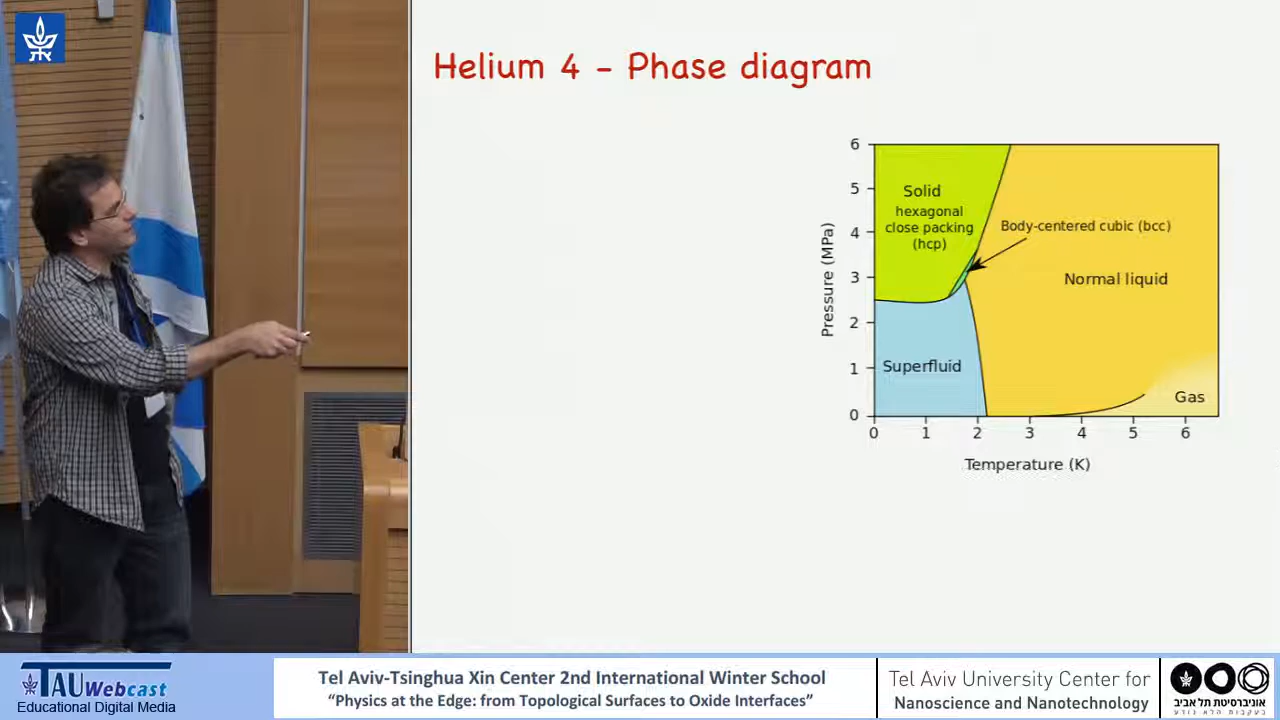 Helium 4 - Phase diagram
6
5
4
3
2
1
0
Pressure (MPa)
Solid
hexagonal
close packing
(hcp)
Body-centered cubic (bcc)
Normal liquid
Superfluid
Gas
0 1 2 3 4 5 6
Temperature (K)
TAU Webcast
Educational Digital Media
Tel Aviv-Tsinghua Xin Center 2nd International Winter School
“Physics at the Edge: from Topological Surfaces to Oxide Interfaces”
Tel Aviv University Center for
Nanoscience and Nanotechnology
אוניברסיטת תל אביב